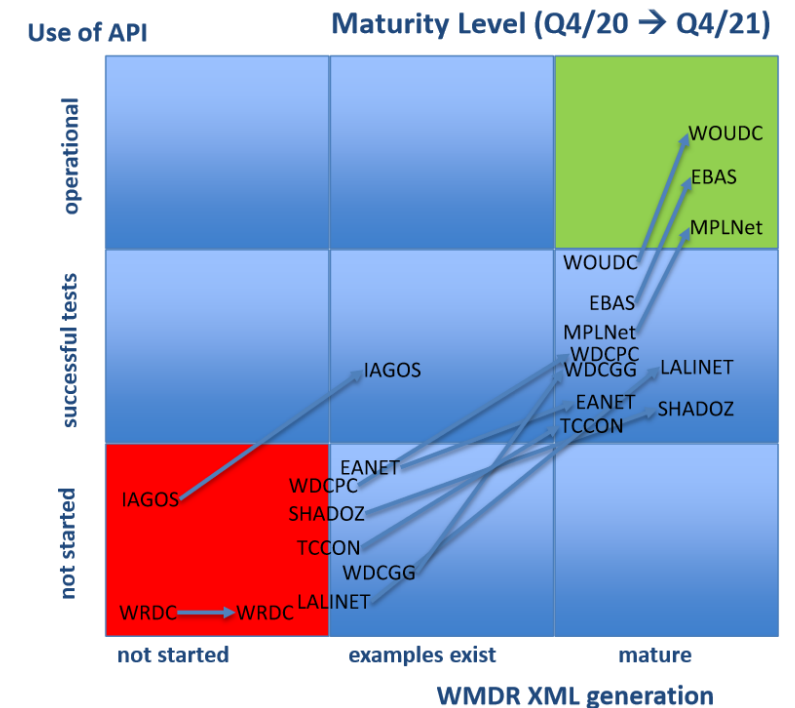 Use of API
Maturity Level (Q4/20 → Q4/21)
operational
WOUDC
EBAS
MPLNet
successful tests
WOUDC
EBAS
MPLNet
WDCPC
IAGOS
WDCGG
LALINET
EANET
SHADOZ
TCCON
not started
EANET
WDCPC
IAGOS
SHADOZ
TCCON
WDCGG
LALINET
WRDC
WRDC
not started
examples exist
mature
WMDR XML generation